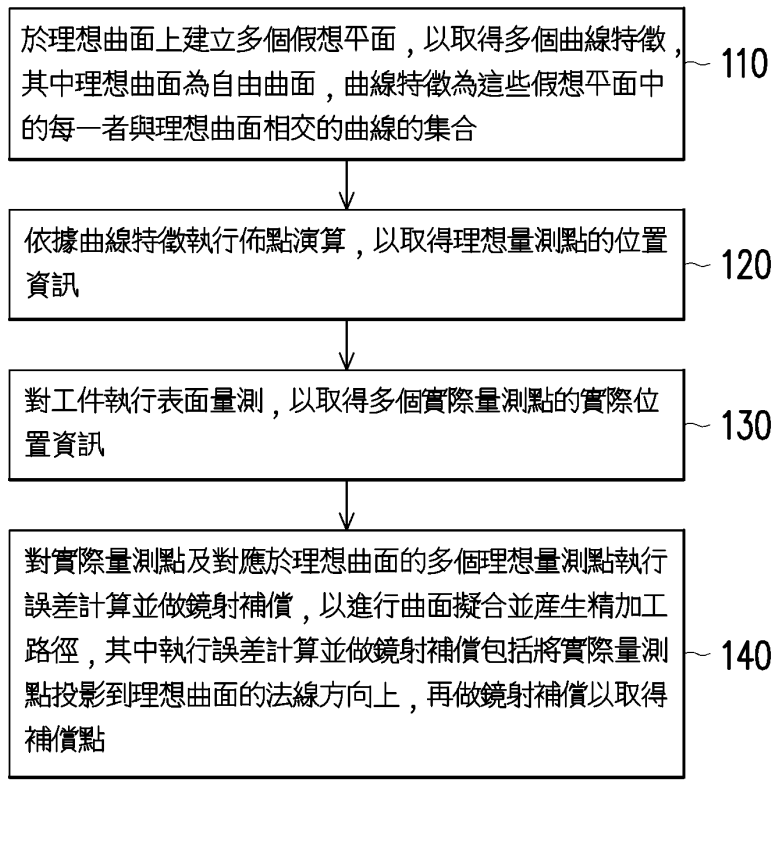 於理想曲面上建立多個假想平面，以取得多個曲線特徵，
其中理想曲面為自由曲面，曲線特徵為這些假想平面中
的每一者與理想曲面相交的曲線的集合
110
依據曲線特徵執行佈點演算，以取得理想量測點的位置
資訊
120
對工件執行表面量測，以取得多個實際量測點的實際位
置資訊
130
對實際量測點及對應於理想曲面的多個理想量測點執行
誤差計算並做鏡射補償，以進行曲面擬合並產生精加工
路徑，其中執行誤差計算並做鏡射補償包括將實際量測
點投影到理想曲面的法線方向上，再做鏡射補償以取得
補償點
140